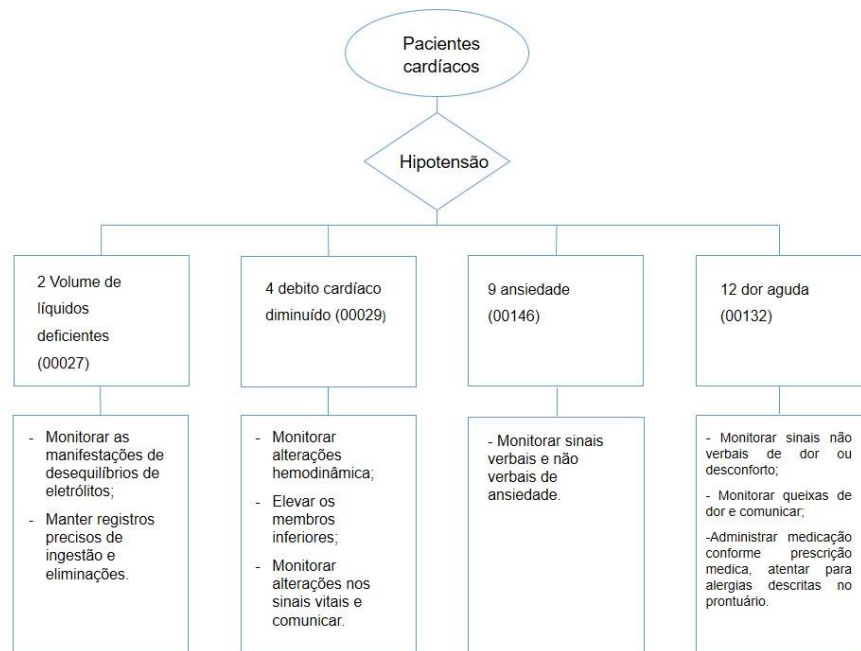 Pacientes
cardíacos
Hipotensão
2 Volume de
líquidos
deficientes
(00027)
4 debito cardíaco
diminuído (00029)
9 ansiedade
(00146)
12 dor aguda
(00132)
- Monitorar as
manifestações de
desequilíbrios de
eletrólitos;
- Manter registros
precisos de
ingestão e
eliminações.
- Monitorar
alterações
hemodinâmica;
- Elevar os
membros
inferiores;
- Monitorar
alterações nos
sinais vitais e
comunicar.
- Monitorar sinais
verbais e não
verbais de
ansiedade.
- Monitorar sinais não
verbais de dor ou
desconforto;
- Monitorar queixas de
dor e comunicar;
-Administrar medicação
conforme prescrição
medica, atentar para
alergias descritas no
prontuário.